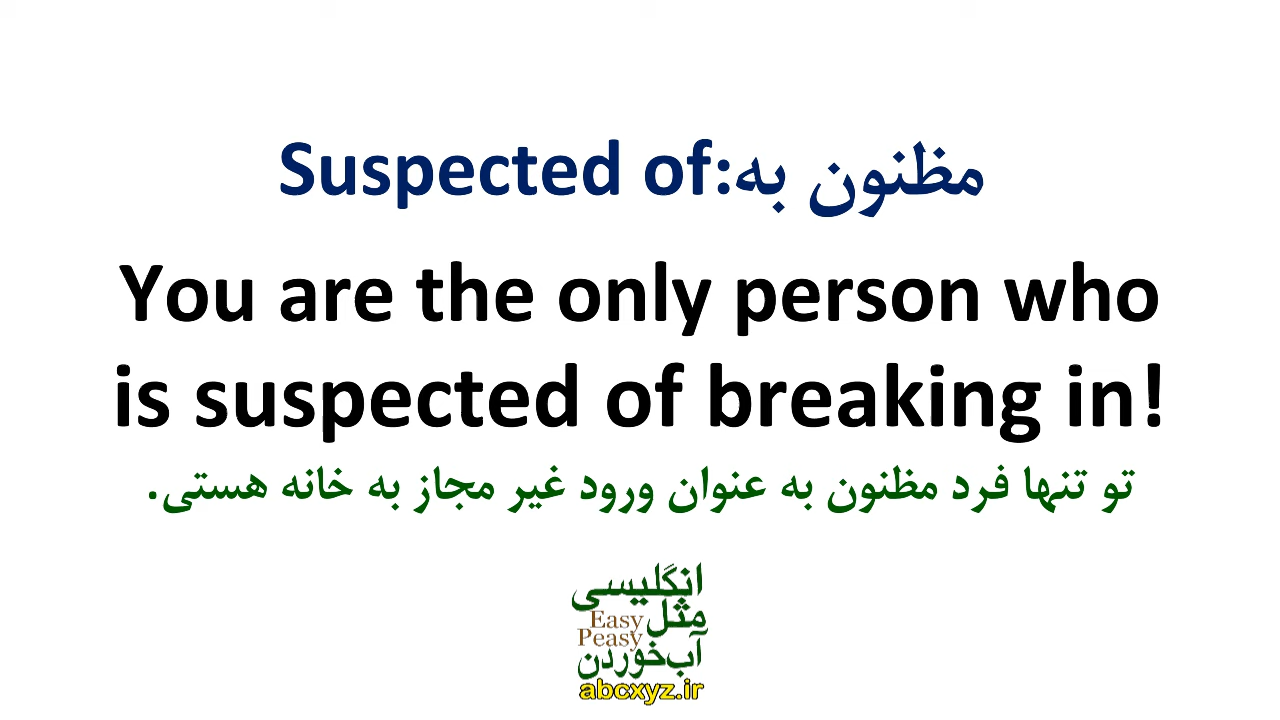 Suspected of:مظنون به
You are the only person who
is suspected of breaking in!
تو تنها فرد مظنون به عنوان ورود غیر مجاز به خانه هستی.
انگلیسی
مثل Easy
Peasy
آب‌خوردن
abcxyz.ir